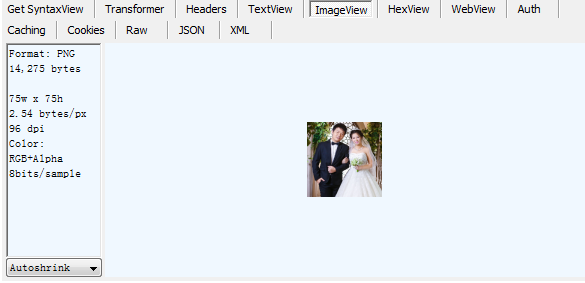 Get SyntaxView Transformer Headers TextView ImageView HexView WebView Auth
Caching Cookies Raw JSON XML
Format: PNG
14,275 bytes
75w x 75h
2.54 bytes/px
96 dpi
Color:
RGB+Alpha
8bits/sample
Autoshrink